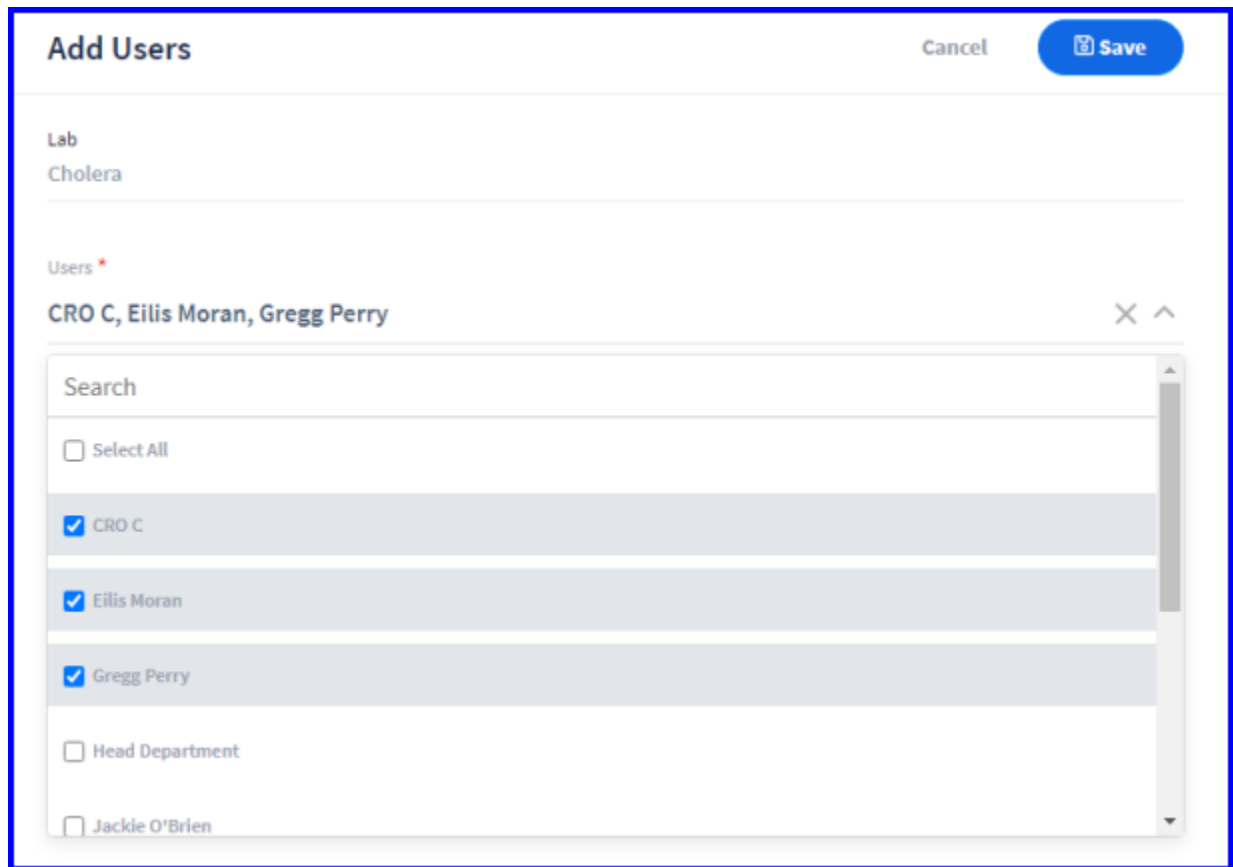 Add Users
Cancel
Save
Lab
Cholera
Users *
CRO C, Eilis Moran, Gregg Perry
Search
Select All
CRO C
Eilis Moran
Gregg Perry
Head Department
Jackie O'Brien